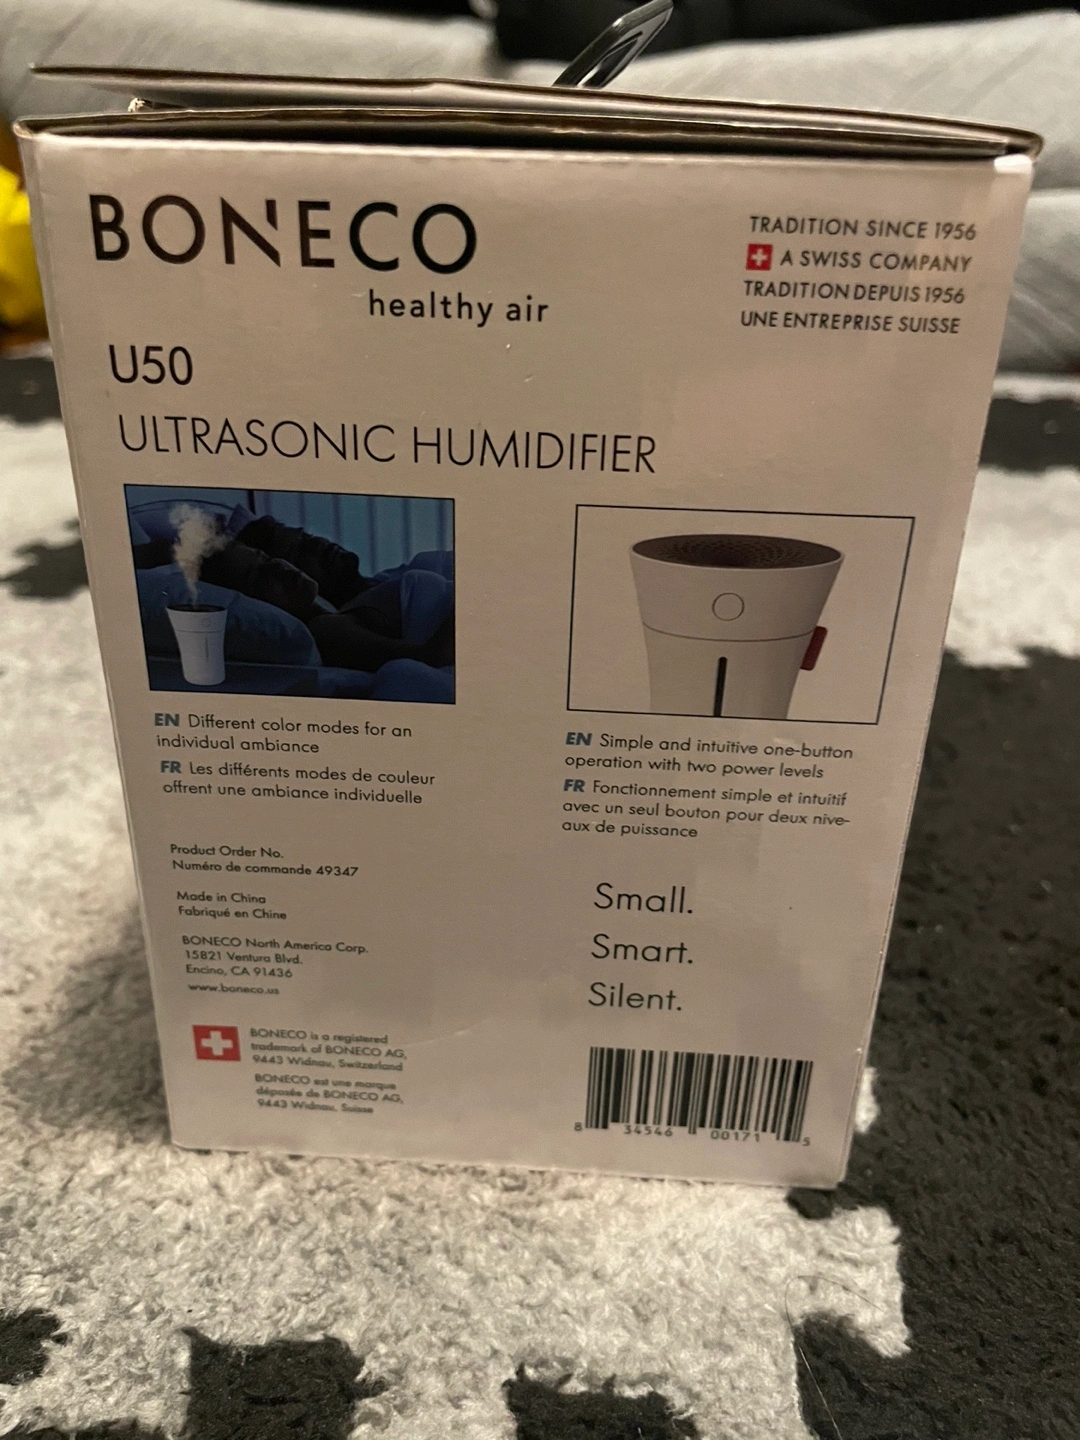 BONECO
healthy air
TRADITION SINCE 1956
A SWISS COMPANY
TRADITION DEPUIS 1956
UNE ENTREPRISE SUISSE
U50
ULTRASONIC HUMIDIFIER
EN Different color modes for an
individual ambiance
FR Les différents modes de couleur
offrent une ambiance individuelle
EN Simple and intuitive one-button
operation with two power levels
FR Fonctionnement simple et intuitif
avec un seul bouton pour deux nive-
aux de puissance
Product Order No.
Numéro de commande 49347
Made in China
Fabriqué en Chine
BONECO North America Corp.
15821 Ventura Blvd.
Encino, CA 91436
www.boneco.us
BONECO is a registered
trademark of BONECO AG,
9443 Widnau, Switzerland
BONECO est une marque
déposée de BONECO AG,
9443 Widnau, Suisse
Small.
Smart.
Silent.
8 34546 00171 5